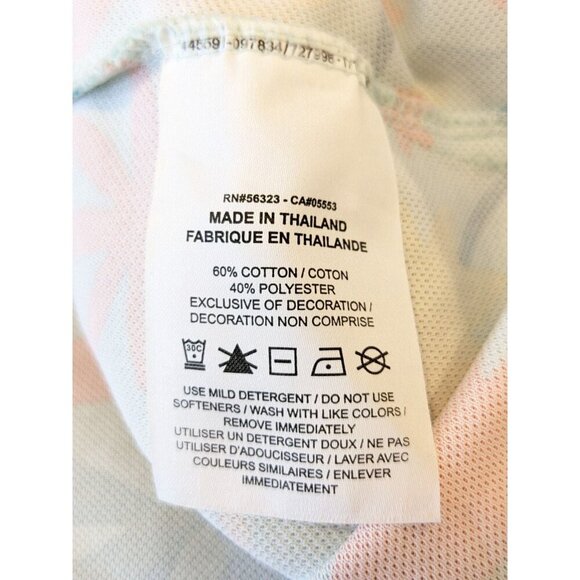 RN#56323 - CA#05553
MADE IN THAILAND
FABRIQUE EN THAILANDE
60% COTTON / COTON
40% POLYESTER
EXCLUSIVE OF DECORATION /
DECORATION NON COMPRISE
30C
USE MILD DETERGENT / DO NOT USE
SOFTENERS / WASH WITH LIKE COLORS /
REMOVE IMMEDIATELY
UTILISER UN DETERGENT DOUX / NE PAS
UTILISER D'ADOUCISEUR / LAVER AVEC
COULEURS SIMILAIRES / ENLEVER
IMMEDIATEMENT